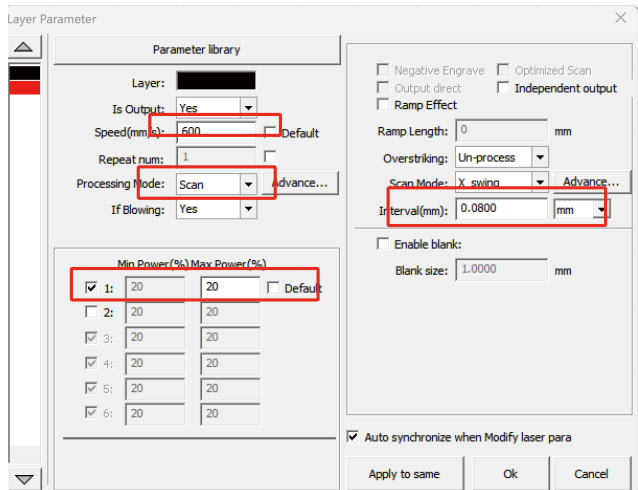 Layer Parameter
Parameter library
Layer:
Is Output: Yes
Speed(mm/s): 600 Default
Repeat num: 1
Processing Mode: Scan Advance...
If Blowing: Yes
Min Power(%) Max Power(%)
1: 20 20 Default
2: 20 20
3: 20 20
4: 20 20
5: 20 20
6: 20 20
Negative Engrave Optimized Scan
Output direct Independent output
Ramp Effect
Ramp Length: 0 mm
Overstriking: Un-process
Scan Mode: X_swing Advance...
Interval(mm): 0.0800 mm
Enable blank:
Blank size: 1.0000 mm
Auto synchronize when Modify laser para
Apply to same Ok Cancel